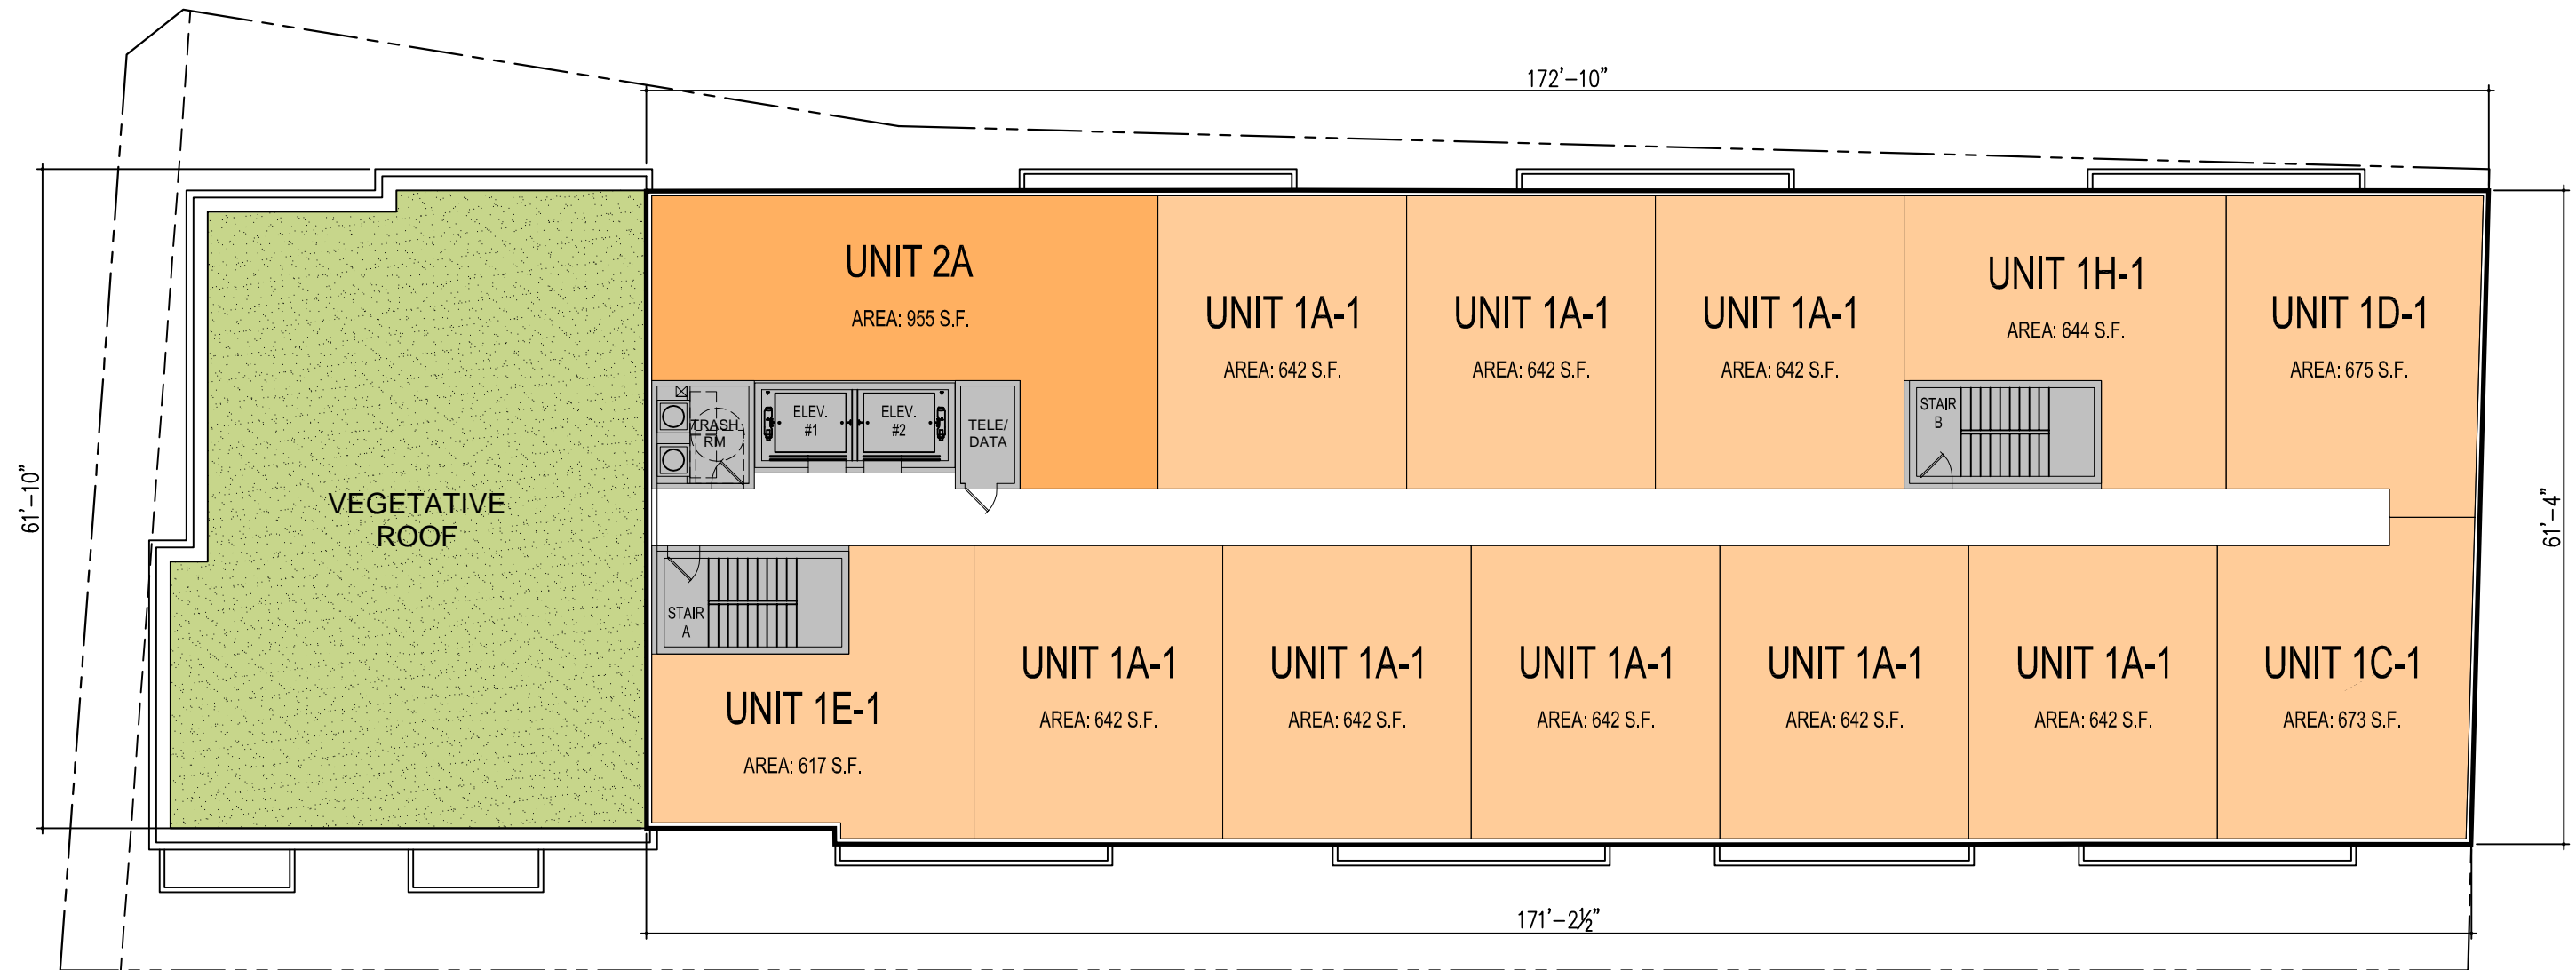 172'-10"
UNIT 2A
AREA: 955 S.F.
UNIT 1A-1
AREA: 642 S.F.
UNIT 1A-1
AREA: 642 S.F.
UNIT 1A-1
AREA: 642 S.F.
UNIT 1H-1
AREA: 644 S.F.
UNIT 1D-1
AREA: 675 S.F.
TRASH
RM
ELEV.
#1
ELEV.
#2
TELE/
DATA
STAIR
B
61'-10"
VEGETATIVE
ROOF
61'-4"
STAIR
A
UNIT 1E-1
AREA: 617 S.F.
UNIT 1A-1
AREA: 642 S.F.
UNIT 1A-1
AREA: 642 S.F.
UNIT 1A-1
AREA: 642 S.F.
UNIT 1A-1
AREA: 642 S.F.
UNIT 1A-1
AREA: 642 S.F.
UNIT 1C-1
AREA: 673 S.F.
171'-2½"